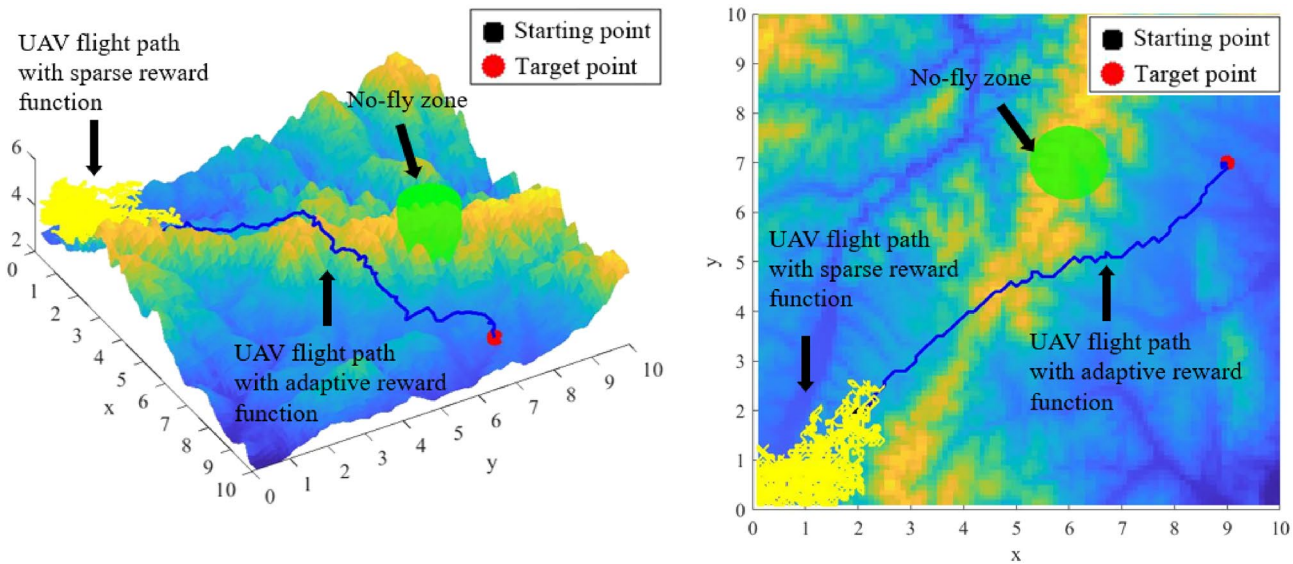 UAV flight path
with sparse reward
function
Starting point
Target point
No-fly zone
6
4
2
0
1
2
3
4
5
6
7
8
9
10
x
0
1
2
3
4
5
6
7
8
9
10
y
UAV flight path
with adaptive reward
function
10
9
8
7
6
5
4
3
2
1
0
y
0 1 2 3 4 5 6 7 8 9 10
x
Starting point
Target point
No-fly zone
UAV flight path
with sparse reward
function
UAV flight path
with adaptive reward
function